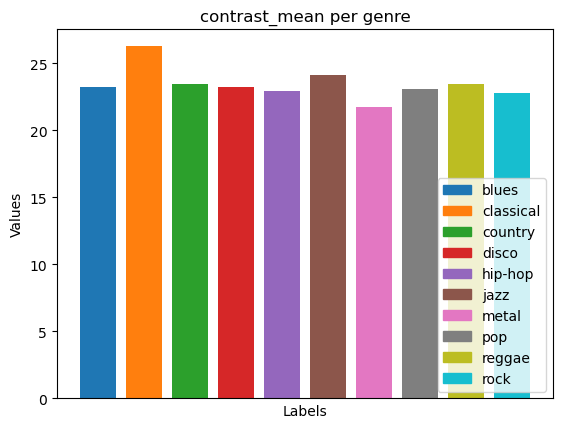 contrast_mean per genre
Values
25
20
15
10
5
0
Labels
blues
classical
country
disco
hip-hop
jazz
metal
pop
reggae
rock